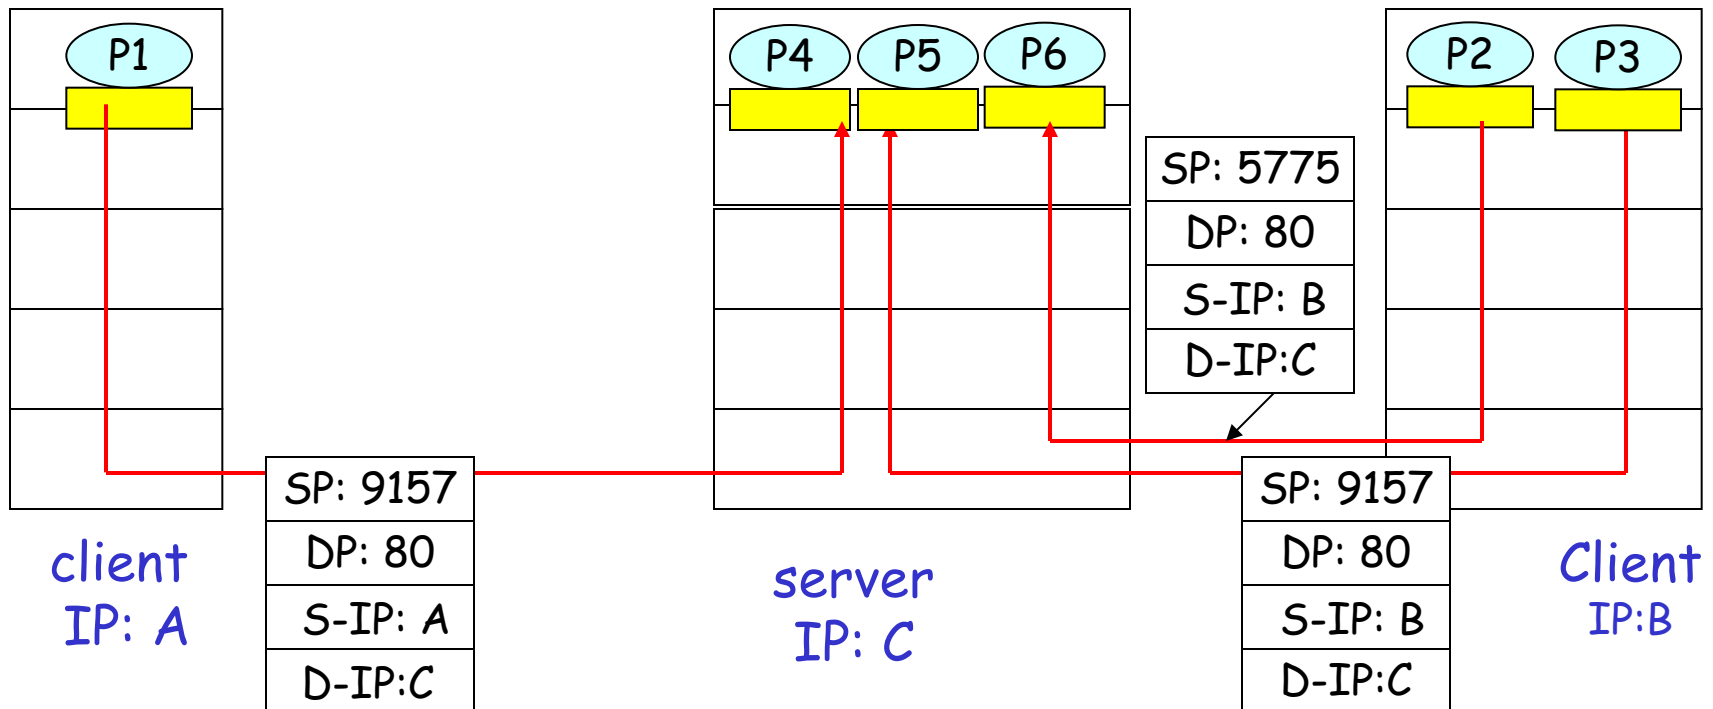 P1
P4
P5
P6
P2
P3
SP: 5775
DP: 80
S-IP: B
D-IP:C
SP: 9157
DP: 80
S-IP: A
D-IP:C
SP: 9157
DP: 80
S-IP: B
D-IP:C
client
IP: A
server
IP: C
Client
IP:B